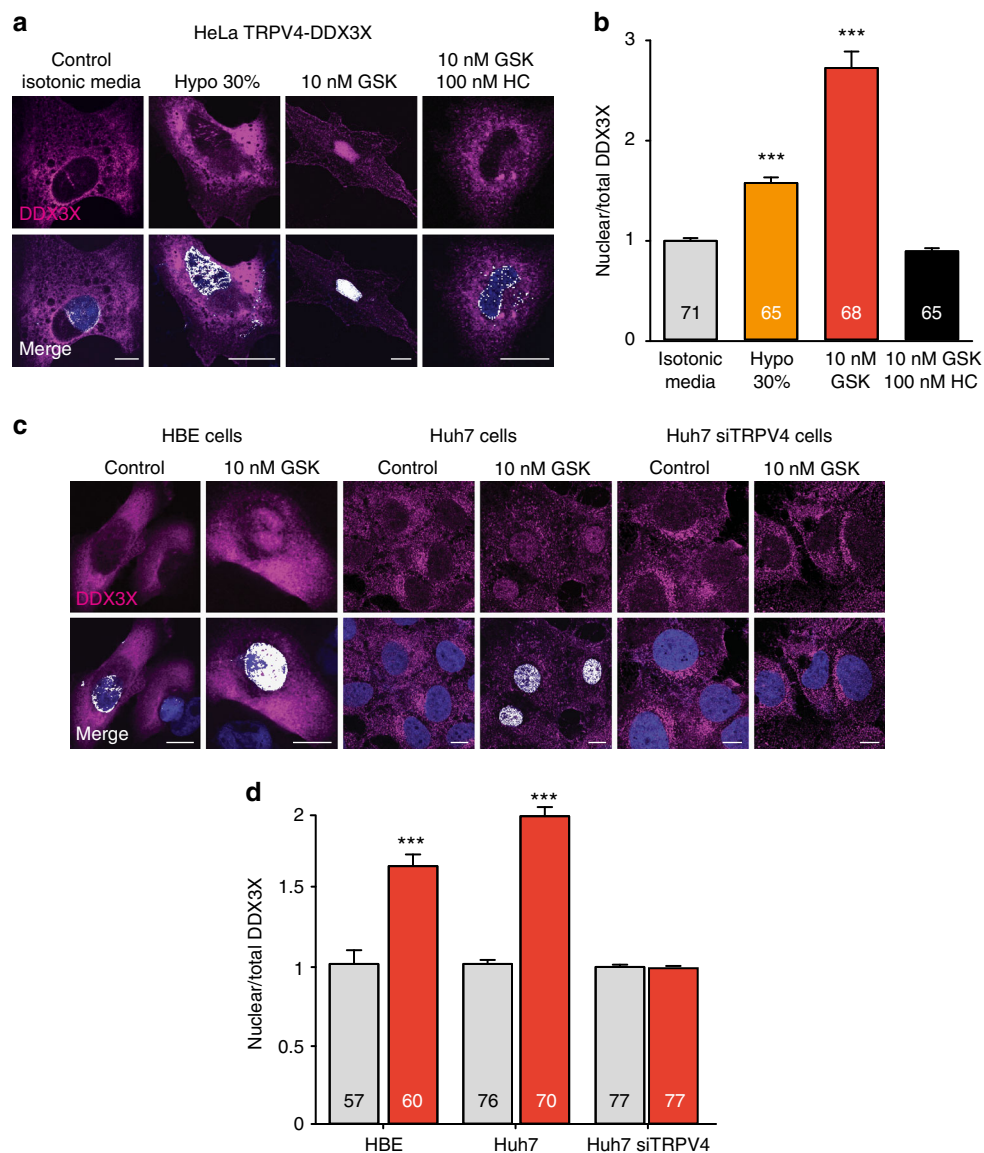 a
HeLa TRPV4-DDX3X
Control
isotonic media
Hypo 30%
10 nM GSK
10 nM GSK
100 nM HC
DDX3X
Merge
b
Nuclear/total DDX3X
3
2
1
0
***
***
71
65
68
65
Isotonic
media
Hypo
30%
10 nM
GSK
10 nM GSK
100 nM HC
c
HBE cells
Huh7 cells
Huh7 siTRPV4 cells
Control
10 nM GSK
Control
10 nM GSK
Control
10 nM GSK
DDX3X
Merge
d
Nuclear/total DDX3X
2
1.5
1
0.5
0
***
***
57
60
76
70
77
77
HBE
Huh7
Huh7 siTRPV4